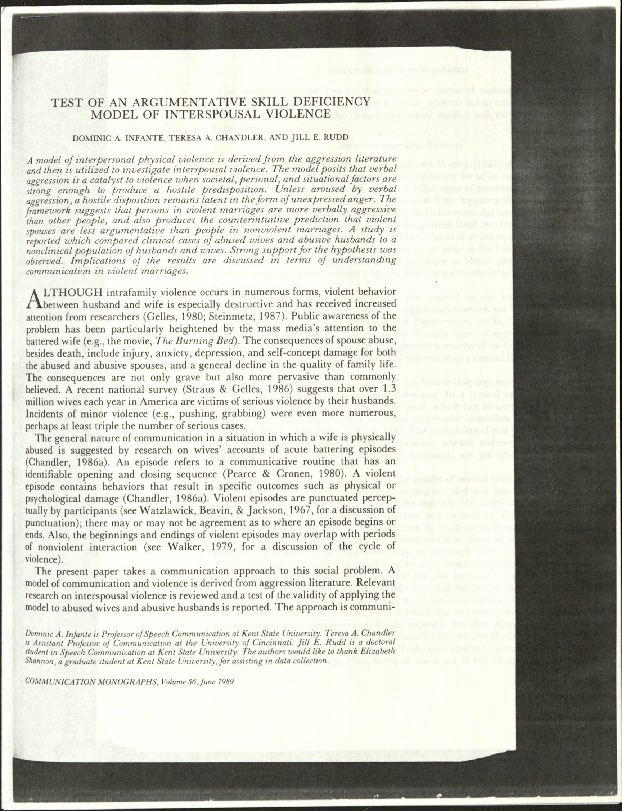 TEST OF AN ARGUMENTATIVE SKILL DEFICIENCY
MODEL OF INTERSPOUSAL VIOLENCE
DOMINIC A. INFANTE, TERESA A. CHANDLER, AND JILL E. RUDD
A model of interpersonal physical violence is derived from the aggression literature
and then is utilized to investigate interspousal violence. The model posits that verbal
aggression is a catalyst to violence when societal, personal, and situational factors are
strong enough to produce a hostile predisposition. Unless aroused by verbal
aggression, a hostile disposition remains latent in the form of unexpressed anger. The
framework suggests that persons in violent marriages are more verbally aggressive
than other people, and also produces the counterintuitive prediction that violent
spouses are less argumentative than people in nonviolent marriages. A study is
reported which compared clinical cases of abused wives and abusive husbands to a
nonclinical population of husbands and wives. Strong support for the hypothesis was
observed. Implications of the results are discussed in terms of understanding
communication in violent marriages.
ALTHOUGH intrafamily violence occurs in numerous forms, violent behavior
between husband and wife is especially destructive and has received increased
attention from researchers (Gelles, 1980; Steinmetz, 1987). Public awareness of the
problem has been particularly heightened by the mass media's attention to the
battered wife (e.g., the movie, The Burning Bed). The consequences of spouse abuse,
besides death, include injury, anxiety, depression, and self-concept damage for both
the abused and abusive spouses, and a general decline in the quality of family life.
The consequences are not only grave but also more pervasive than commonly
believed. A recent national survey (Straus & Gelles, 1986) suggests that over 1.3
million wives each year in America are victims of serious violence by their husbands.
Incidents of minor violence (e.g., pushing, grabbing) were even more numerous,
perhaps at least triple the number of serious cases.
The general nature of communication in a situation in which a wife is physically
abused is suggested by research on wives' accounts of acute battering episodes
(Chandler, 1986a). An episode refers to a communicative routine that has an
identifiable opening and closing sequence (Pearce & Cronen, 1980). A violent
episode contains behaviors that result in specific outcomes such as physical or
psychological damage (Chandler, 1986a). Violent episodes are punctuated percep-
tually by participants (see Watzlawick, Beavin, & Jackson, 1967, for a discussion of
punctuation); there may or may not be agreement as to where an episode begins or
ends. Also, the beginnings and endings of violent episodes may overlap with periods
of nonviolent interaction (see Walker, 1979, for a discussion of the cycle of
violence).
The present paper takes a communication approach to this social problem. A
model of communication and violence is derived from aggression literature. Relevant
research on interspousal violence is reviewed and a test of the validity of applying the
model to abused wives and abusive husbands is reported. The approach is communi-
Dominic A. Infante is Professor of Speech Communication at Kent State University. Teresa A. Chandler
is Assistant Professor of Communication at the University of Cincinnati. Jill E. Rudd is a doctoral
student in Speech Communication at Kent State University. The authors would like to thank Elizabeth
Shannon, a graduate student at Kent State University, for assisting in data collection.
COMMUNICATION MONOGRAPHS, Volume 56, June 1989